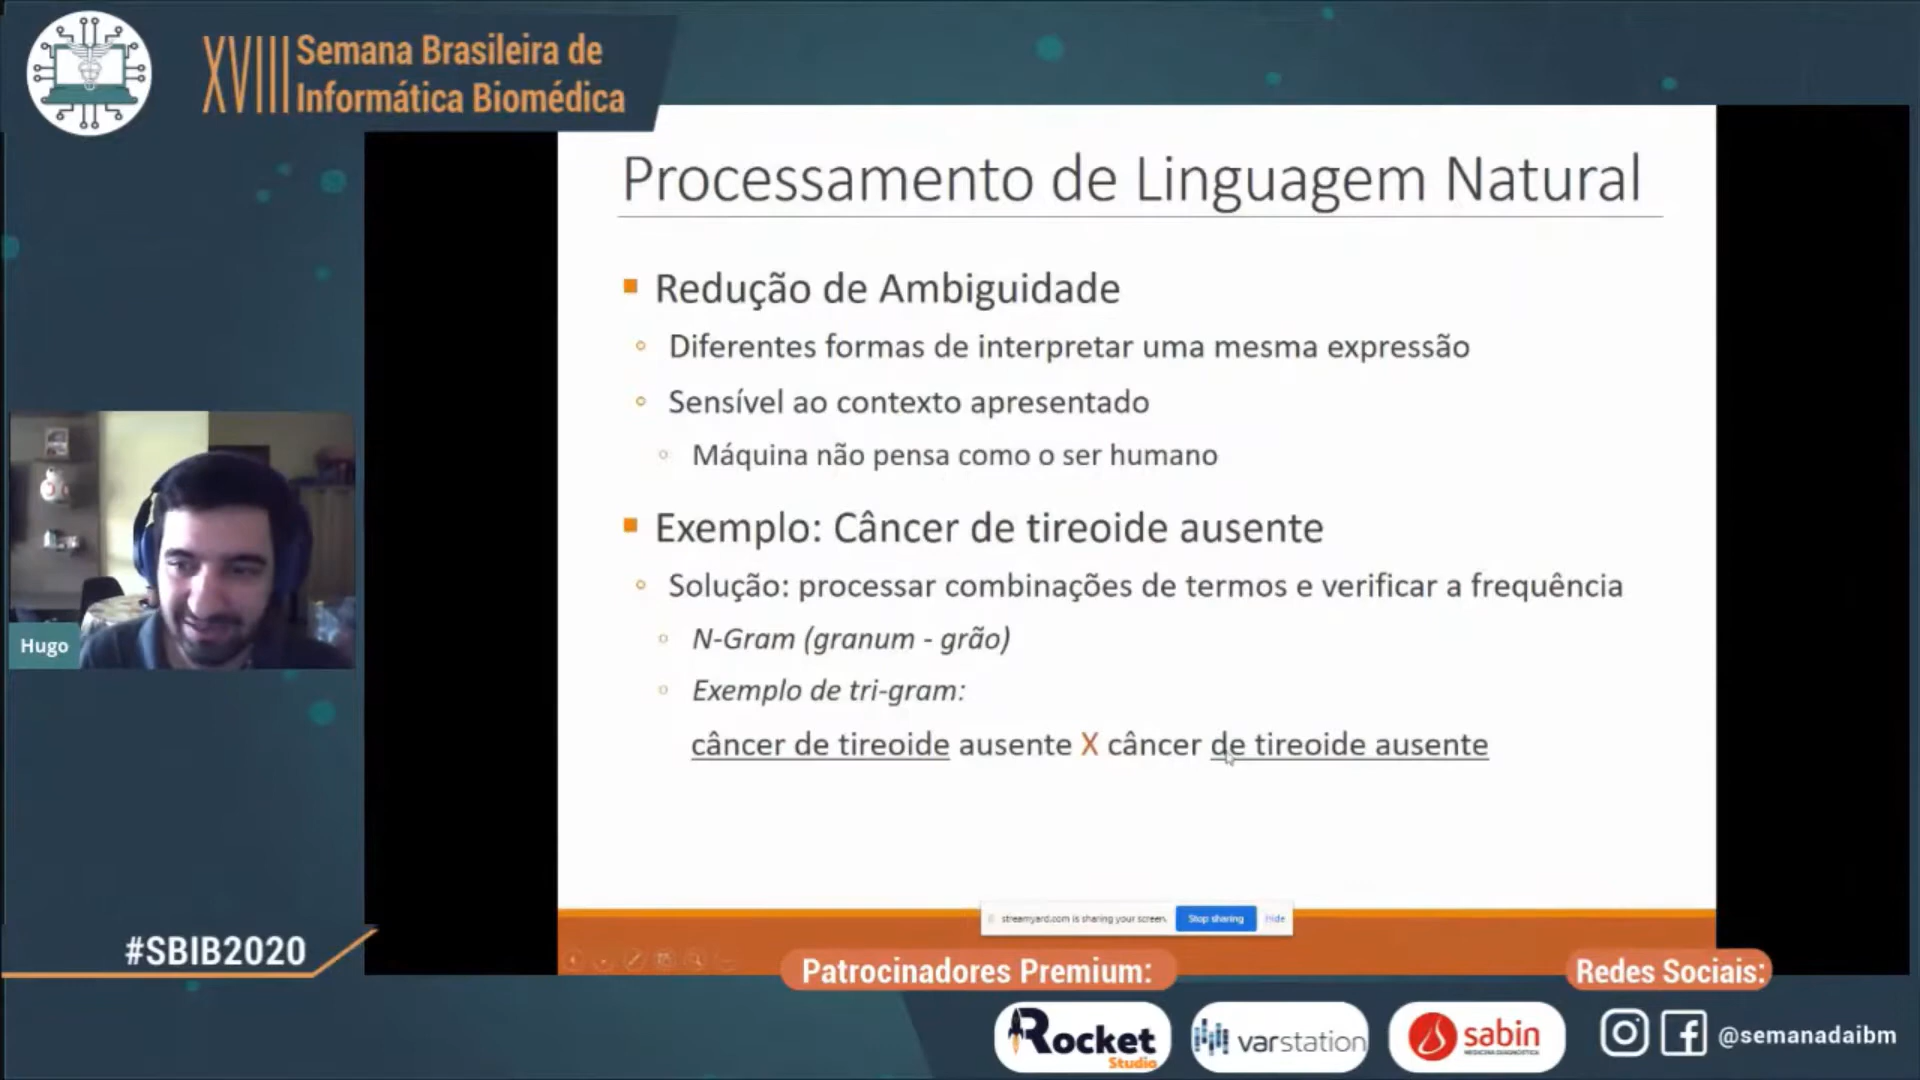 XVIII Semana Brasileira de
Informática Biomédica
Processamento de Linguagem Natural
Redução de Ambiguidade
Diferentes formas de interpretar uma mesma expressão
Sensível ao contexto apresentado
Máquina não pensa como o ser humano
Exemplo: Câncer de tireoide ausente
Solução: processar combinações de termos e verificar a frequência
N-Gram (granum - grão)
Exemplo de tri-gram:
câncer de tireoide ausente X câncer de tireoide ausente
Hugo
streamyard.com is sharing your screen. Stop sharing Hide
#SBIB2020
Patrocinadores Premium:
Redes Sociais:
Rocket
Studio
varstation
sabin
MEDICINA DIAGNÓSTICA
@semanadaibm